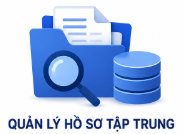 QUẢN LÝ HỒ SƠ TẬP TRUNG